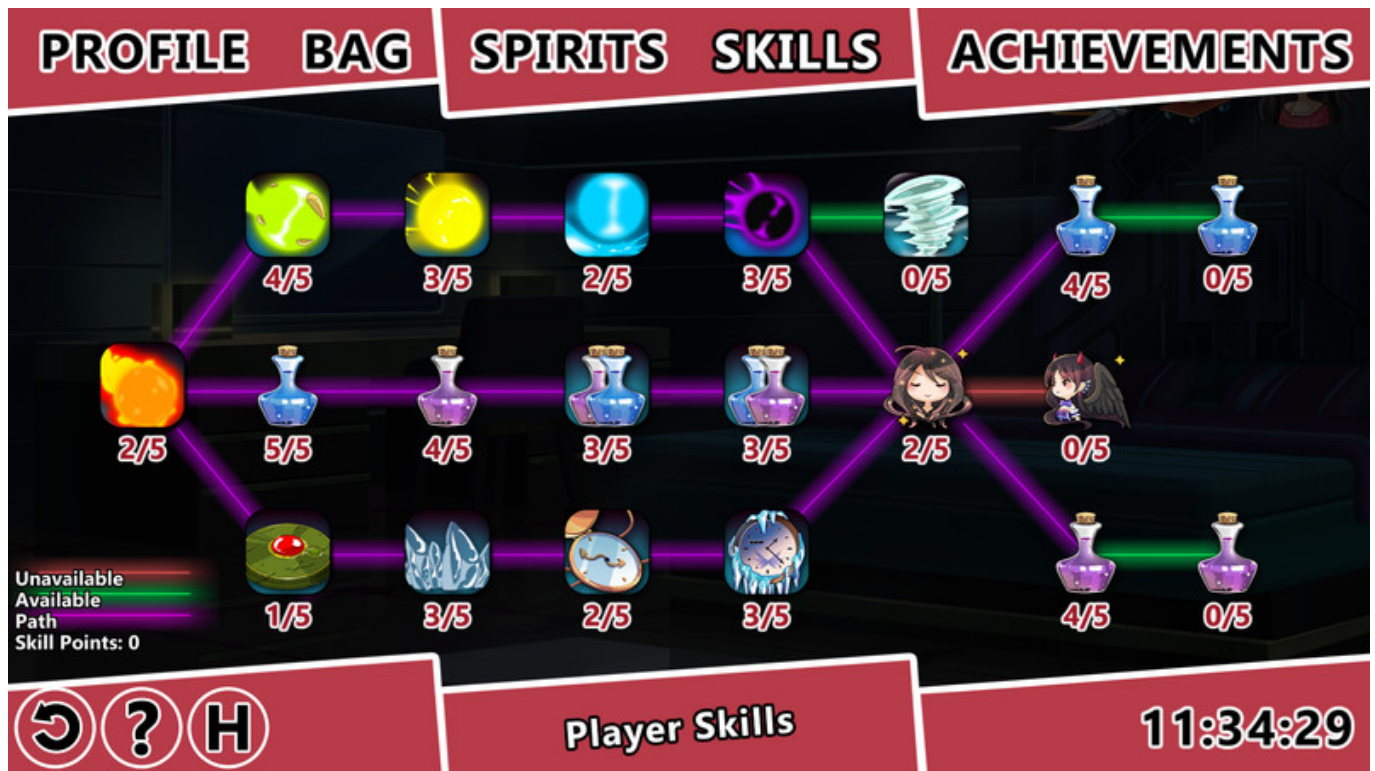 PROFILE BAG SPIRITS SKILLS ACHIEVEMENTS
4/5 3/5 2/5 3/5 0/5 4/5 0/5
2/5 5/5 4/5 3/5 3/5 2/5 0/5
1/5 3/5 2/5 3/5 4/5 0/5
Unavailable
Available
Path
Skill Points: 0
? H Player Skills 11:34:29